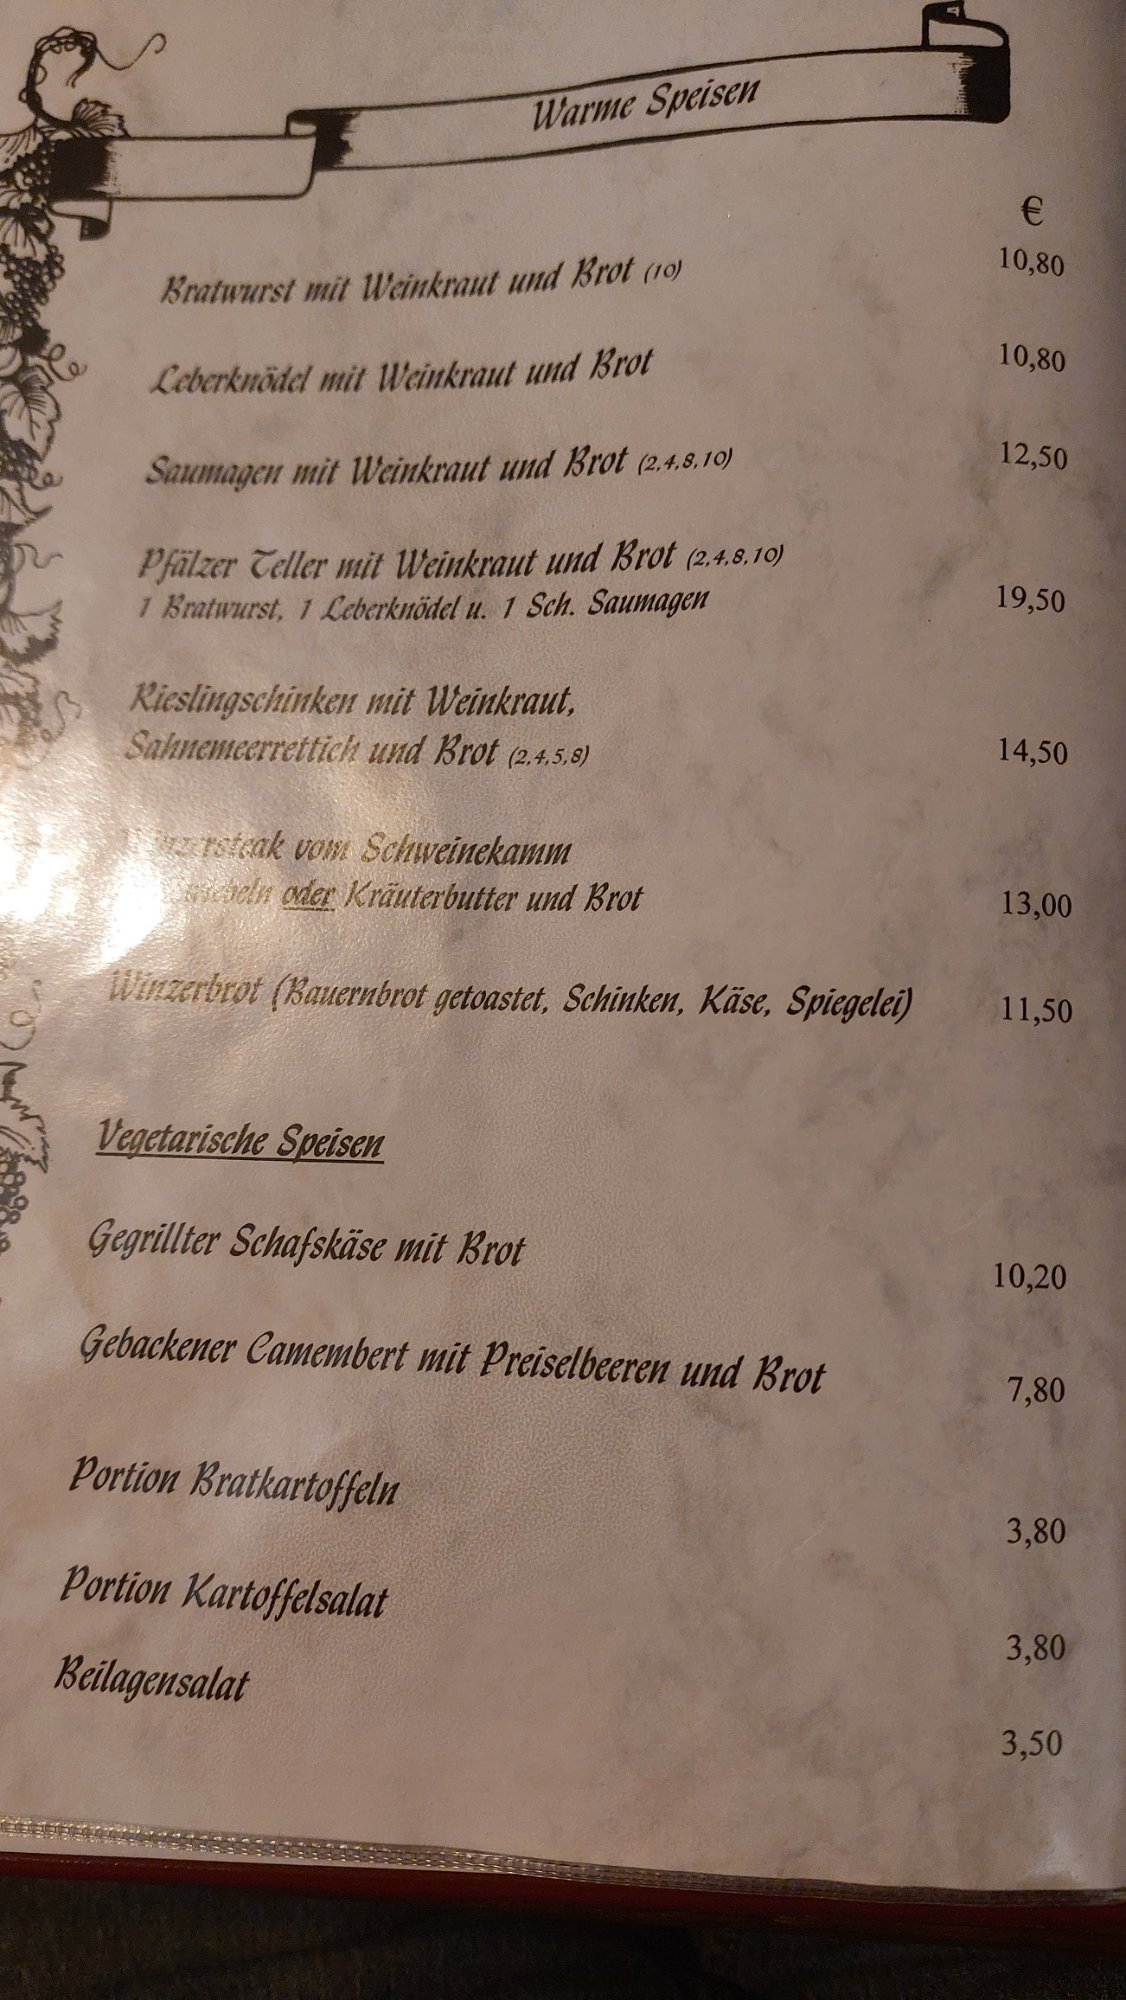 Warme Speisen
€
Bratwurst mit Weinkraut und Brot (10) 10,80
Leberknödel mit Weinkraut und Brot 10,80
Saumagen mit Weinkraut und Brot (2,4,8,10) 12,50
Pfälzer Teller mit Weinkraut und Brot (2,4,8,10)
1 Bratwurst, 1 Leberknödel u. 1 Sch. Saumagen 19,50
Rieslingschinken mit Weinkraut,
Sahnemeerrettich und Brot (2,4,5,8) 14,50
vom Schweinekamm
oder Kräuterbutter und Brot 13,00
Winzerbrot (Bauernbrot getoastet, Schinken, Käse, Spiegelei) 11,50
Vegetarische Speisen
Gegrillter Schafskäse mit Brot 10,20
Gebackener Camembert mit Preiselbeeren und Brot 7,80
Portion Bratkartoffeln 3,80
Portion Kartoffelsalat 3,80
Beilagensalat 3,50